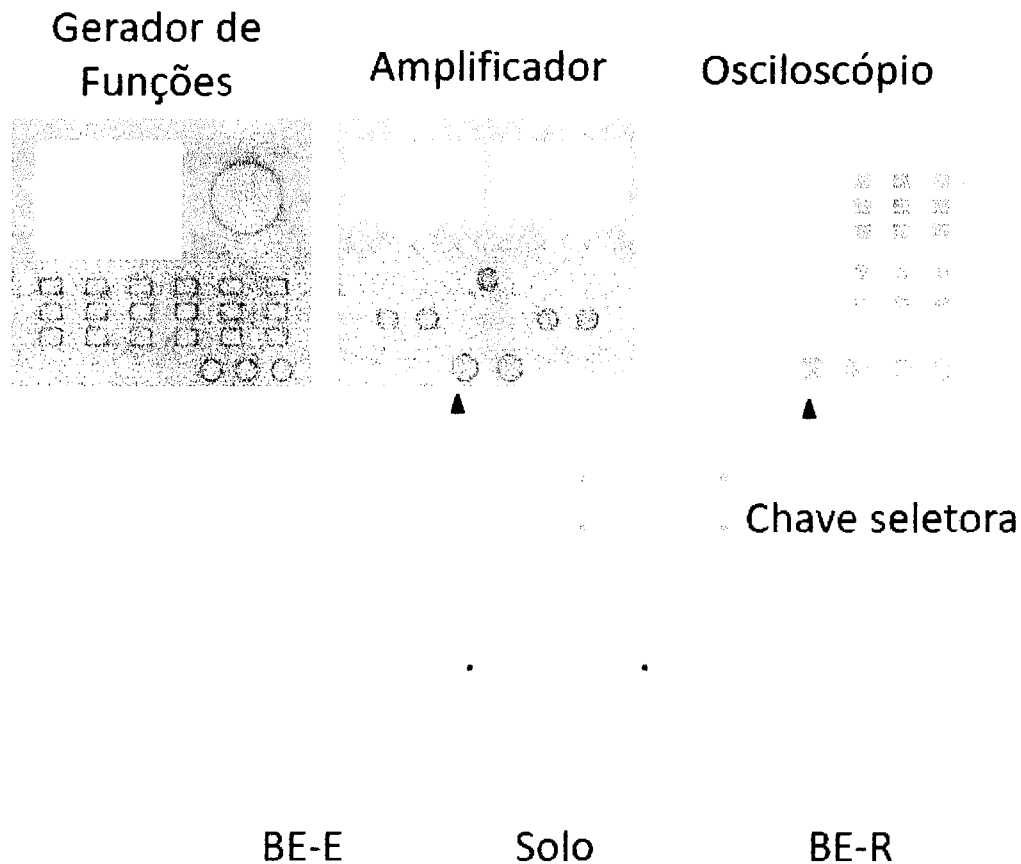 Gerador de
Funções
Amplificador
Osciloscópio
Chave seletora
BE-E
Solo
BE-R